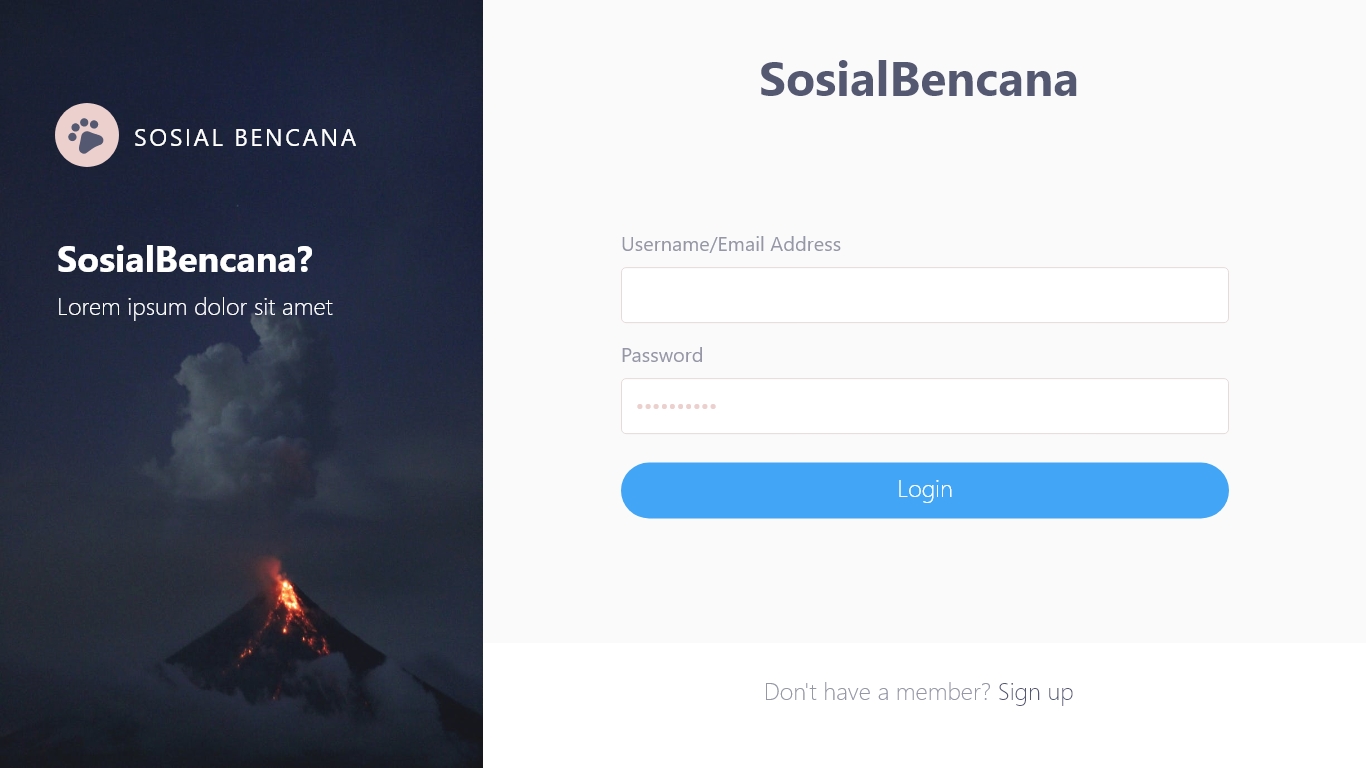 SOSIAL BENCANA
SosialBencana?
Lorem ipsum dolor sit amet
SosialBencana
Username/Email Address
Password
Login
Don't have a member? Sign up